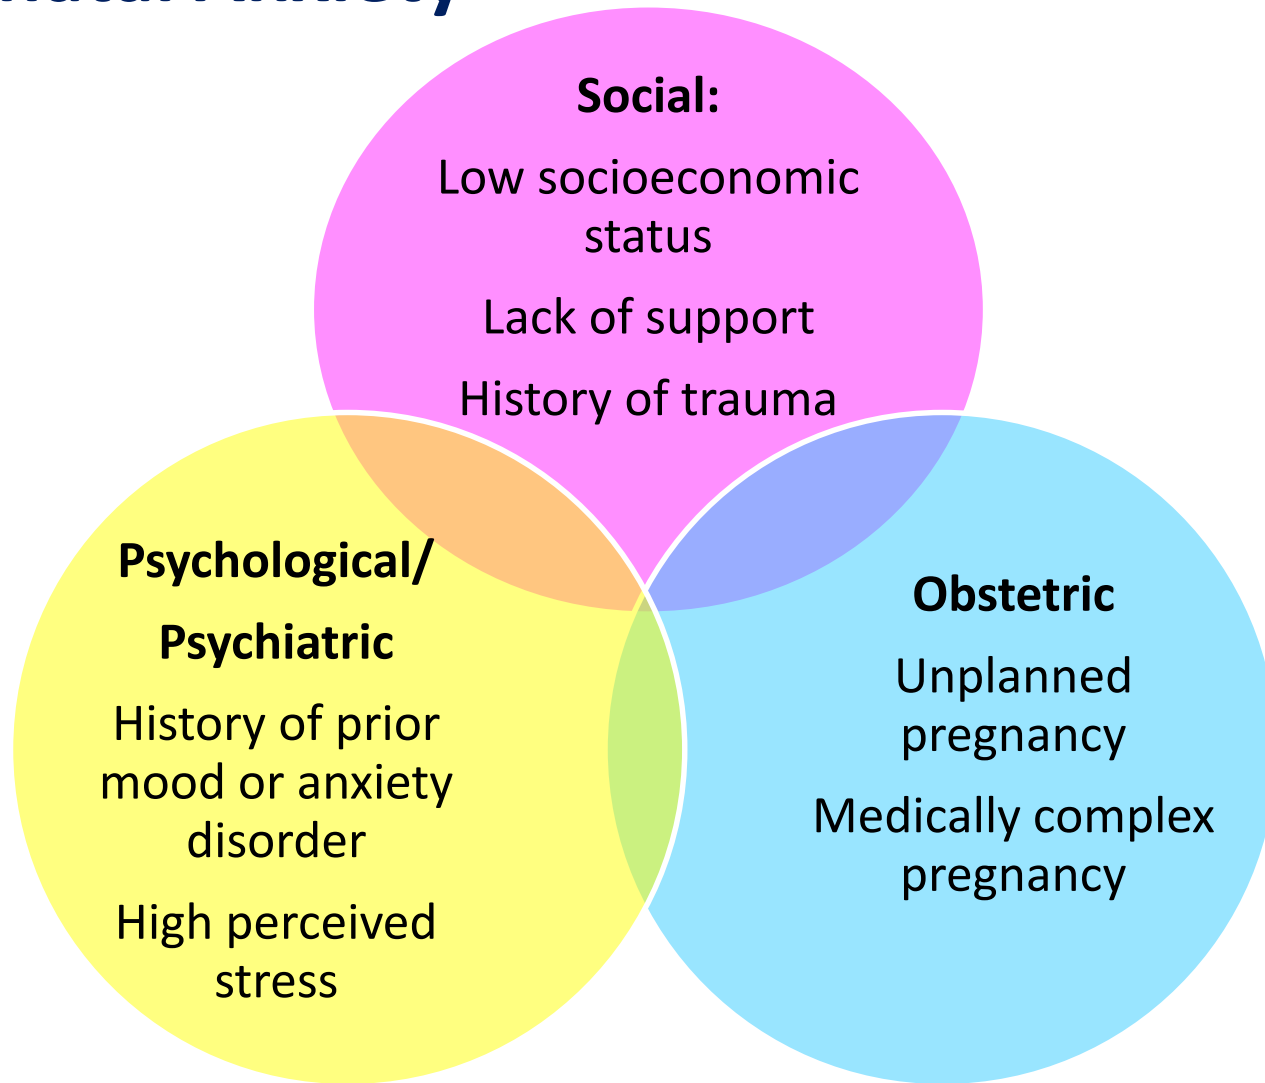 Anxiety
Social:
Low socioeconomic
status
Lack of support
History of trauma
Psychological/
Psychiatric
History of prior
mood or anxiety
disorder
High perceived
stress
Obstetric
Unplanned
pregnancy
Medically complex
pregnancy